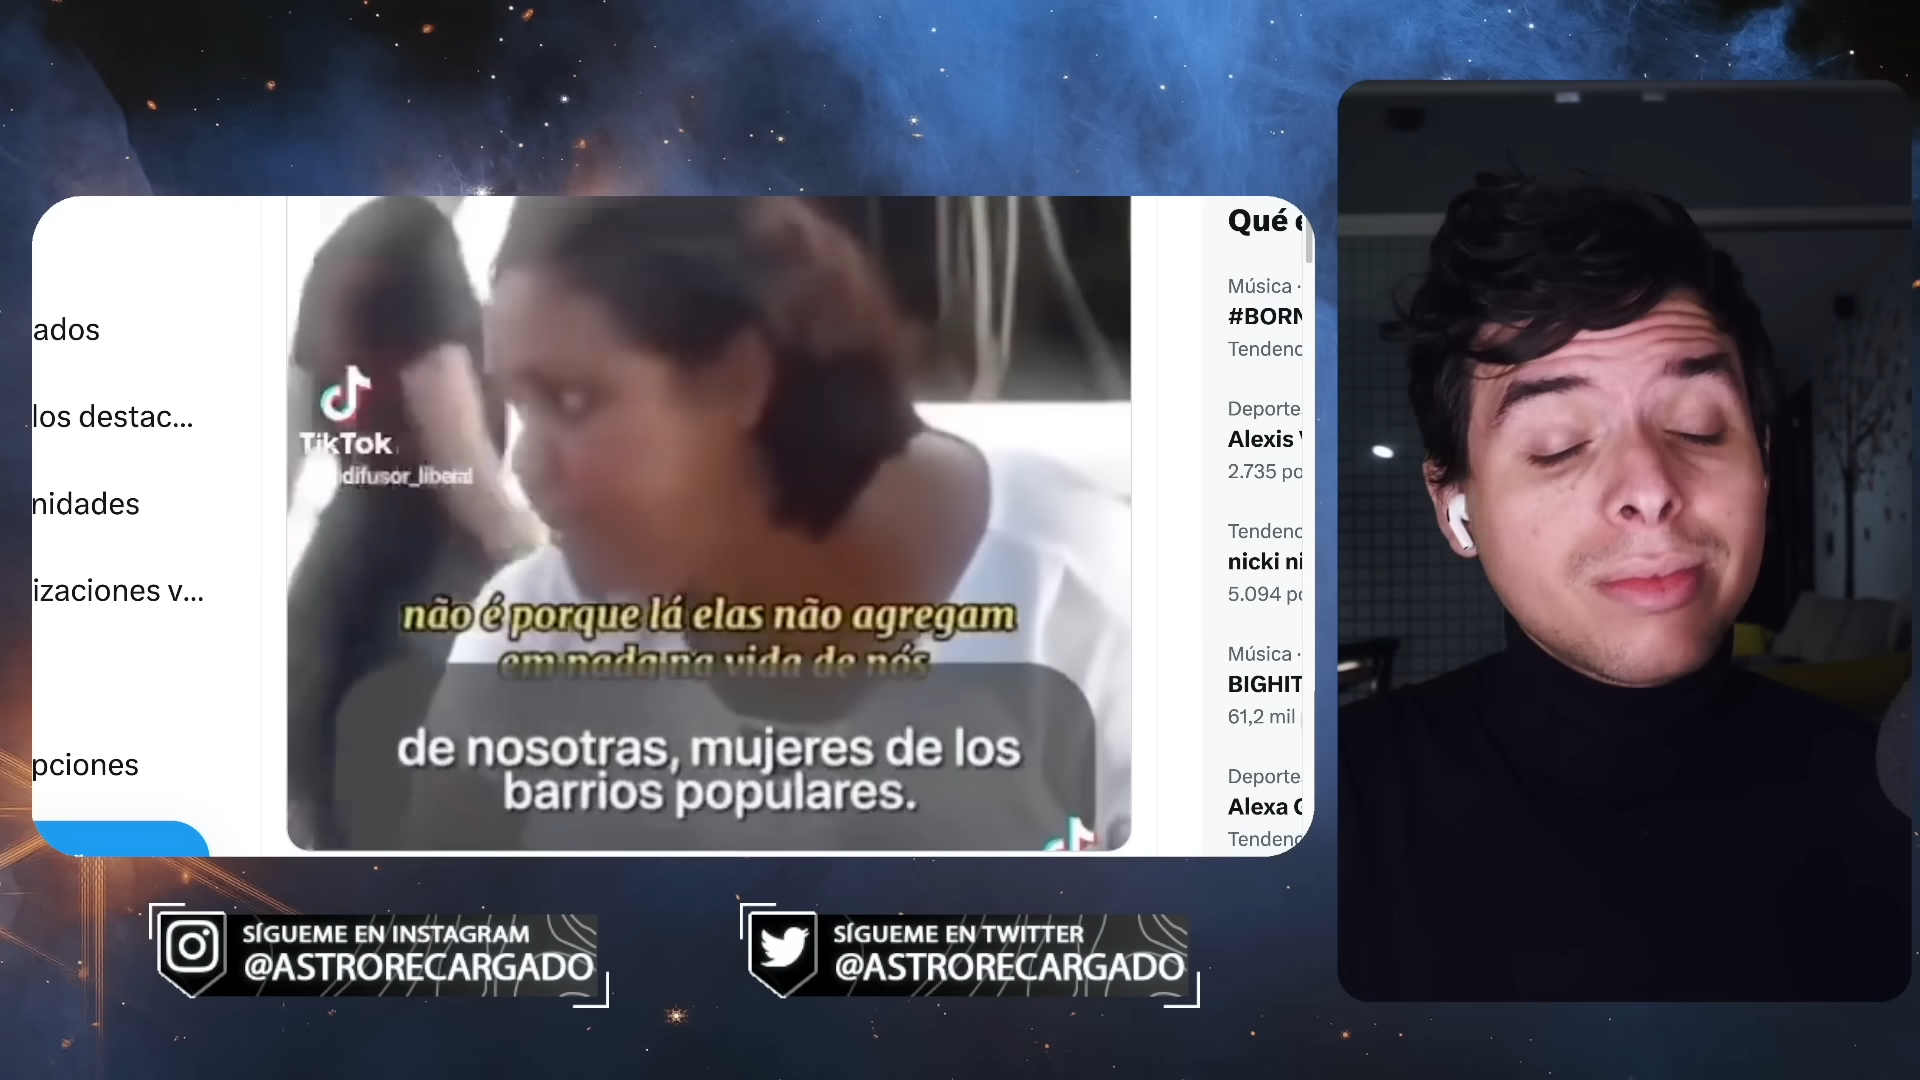 ados
los destac...
nidades
izaciones v...
pciones
TikTok
difusor_liberal
não é porque lá elas não agregam
em nada na vida de nós
de nosotras, mujeres de los
barrios populares.
Qué
Música ·
#BORN
Tendenc
Deporte
Alexis
2.735 po
Tendenc
nicki ni
5.094 po
Música ·
BIGHIT
61,2 mil
Deporte
Alexa
Tendenc
SÍGUEME EN INSTAGRAM
@ASTRORECARGADO
SÍGUEME EN TWITTER
@ASTRORECARGADO